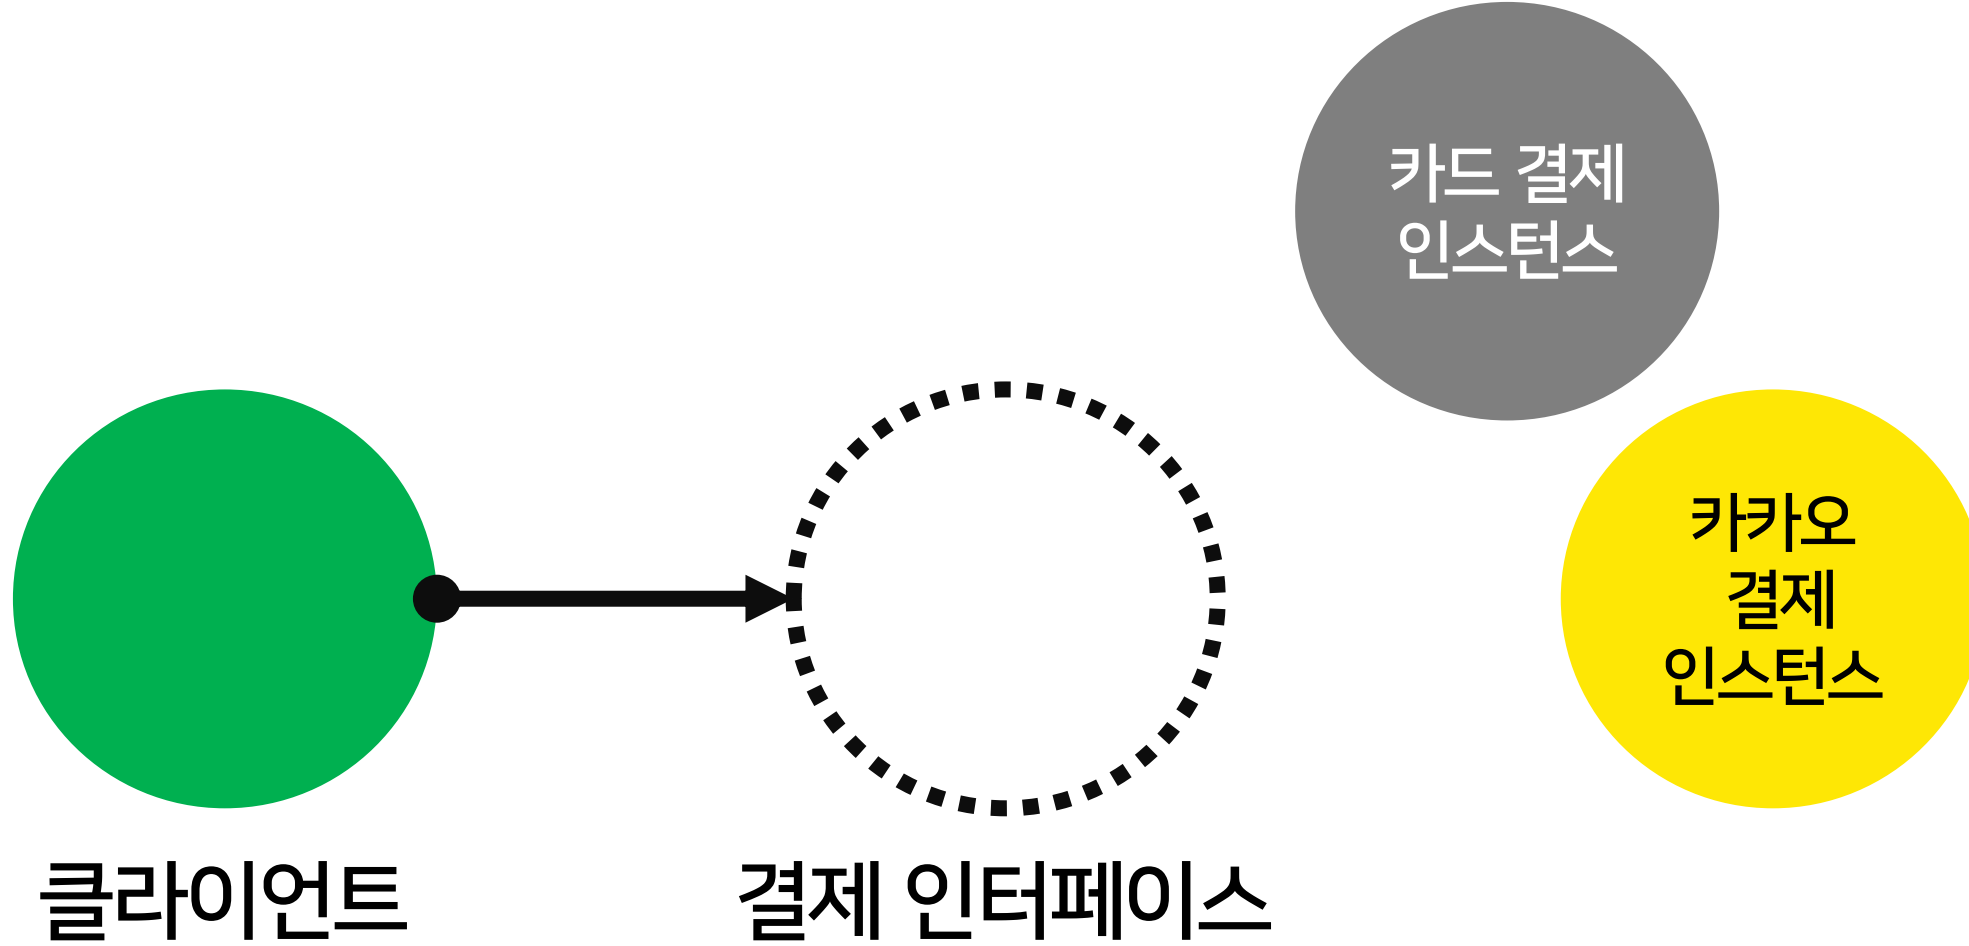 카드 결제
인스턴스
카카오
결제
인스턴스
클라이언트
결제 인터페이스